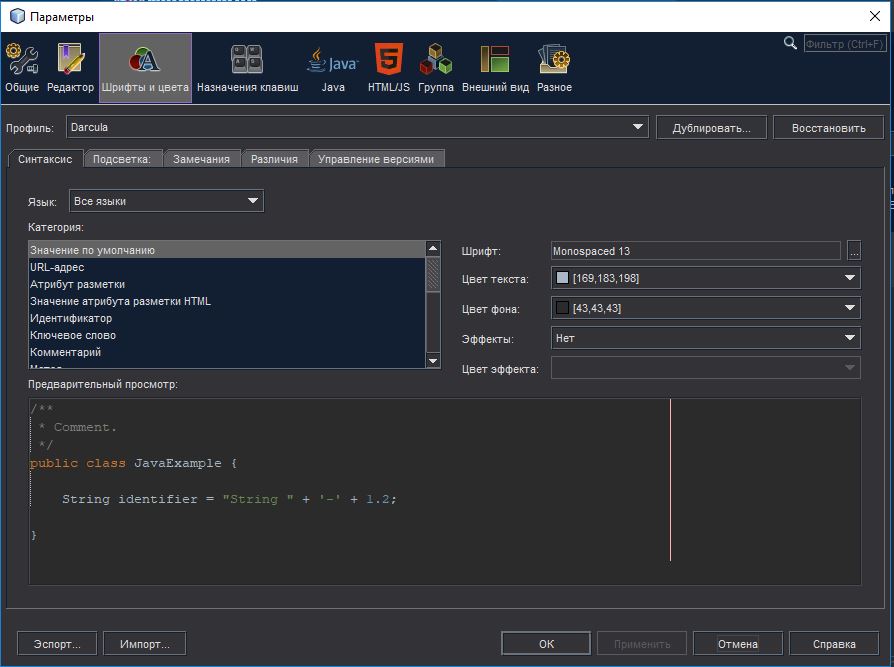 Параметры
Фильтр (Ctrl+F)
Общие Редактор Шрифты и цвета Назначения клавиш Java HTML/JS Группа Внешний вид Разное
Профиль: Darcula Дублировать... Восстановить
Синтаксис Подсветка: Замечания Различия Управление версиями
Язык: Все языки
Категория:
Значение по умолчанию
URL-адрес
Атрибут разметки
Значение атрибута разметки HTML
Идентификатор
Ключевое слово
Комментарий
Шрифт: Monospaced 13 ...
Цвет текста: [169,183,198]
Цвет фона: [43,43,43]
Эффекты: Нет
Цвет эффекта:
Предварительный просмотр:
/**
* Comment.
*/
public class JavaExample {
String identifier = "String " + '-' + 1.2;
}
Эспорт... Импорт... OK Применить Отмена Справка